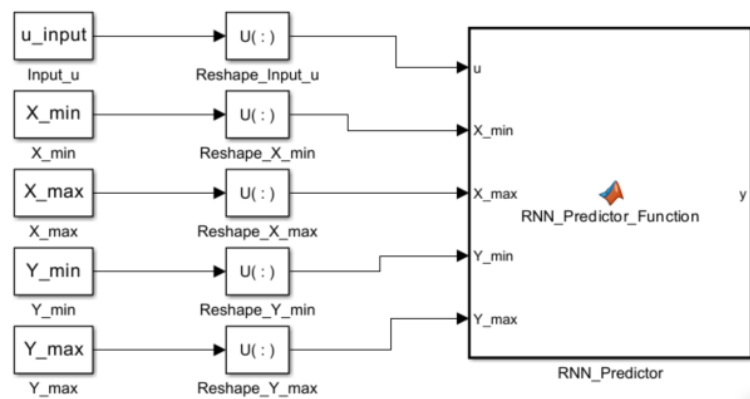 u_input
Input_u
U( : )
Reshape_Input_u
X_min
X_min
U( : )
Reshape_X_min
X_max
X_max
U( : )
Reshape_X_max
Y_min
Y_min
U( : )
Reshape_Y_min
Y_max
Y_max
U( : )
Reshape_Y_max
u
X_min
X_max
Y_min
Y_max
RNN_Predictor_Function
y
RNN_Predictor